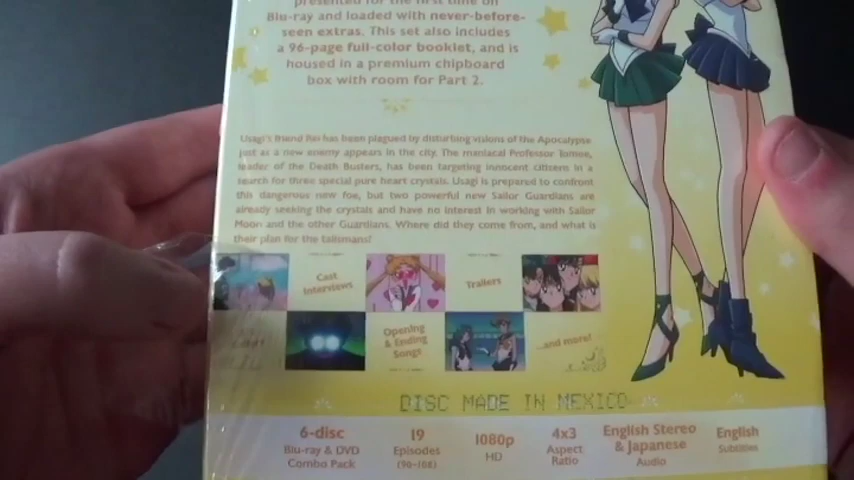 presented for the first time on
Blu-ray and loaded with never-before-
seen extras. This set also includes
a 96-page full-color booklet, and is
housed in a premium chipboard
box with room for Part 2.
Usagi's friend Rei has been plagued by disturbing visions of the Apocalypse
just as a new enemy appears in the city. The maniacal Professor Tomoe,
leader of the Death Busters, has been targeting innocent citizens in a
search for three special pure heart crystals. Usagi is prepared to confront
this dangerous new foe, but two powerful new Sailor Guardians are
already seeking the crystals and have no interest in working with Sailor
Moon and the other Guardians. Where did they come from, and what is
their plan for the talismans?
Cast
Interviews
Trailers
Opening
& Ending
Songs
...and more!
DISC MADE IN MEXICO
6-disc
Blu-ray & DVD
Combo Pack
19
Episodes
(90-108)
1080p
HD
4x3
Aspect
Ratio
English Stereo
& Japanese
Audio
English
Subtitles